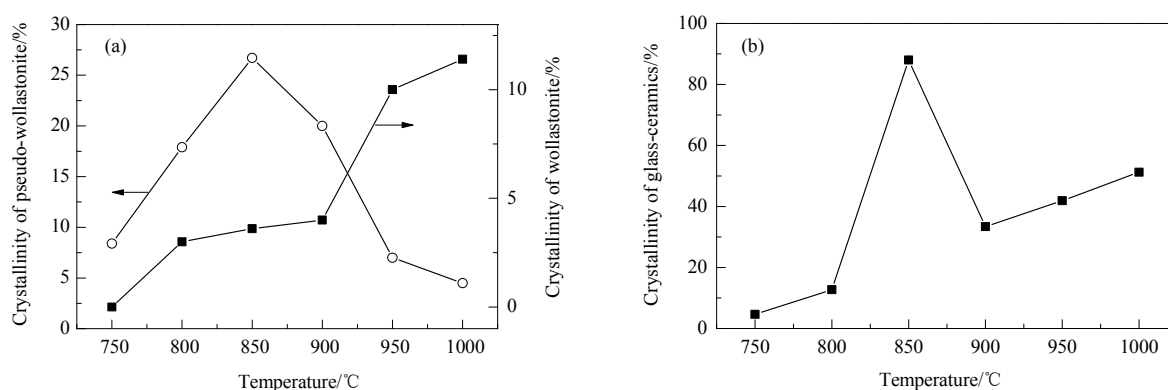 (a)
30
25
20
15
10
5
0
Crystallinity of pseudo-wollastonite/%
10
5
0
Crystallinity of wollastonite/%
750 800 850 900 950 1000
Temperature/℃
(b)
100
80
60
40
20
0
Crystallinity of glass-ceramics/%
750 800 850 900 950 1000
Temperature/℃